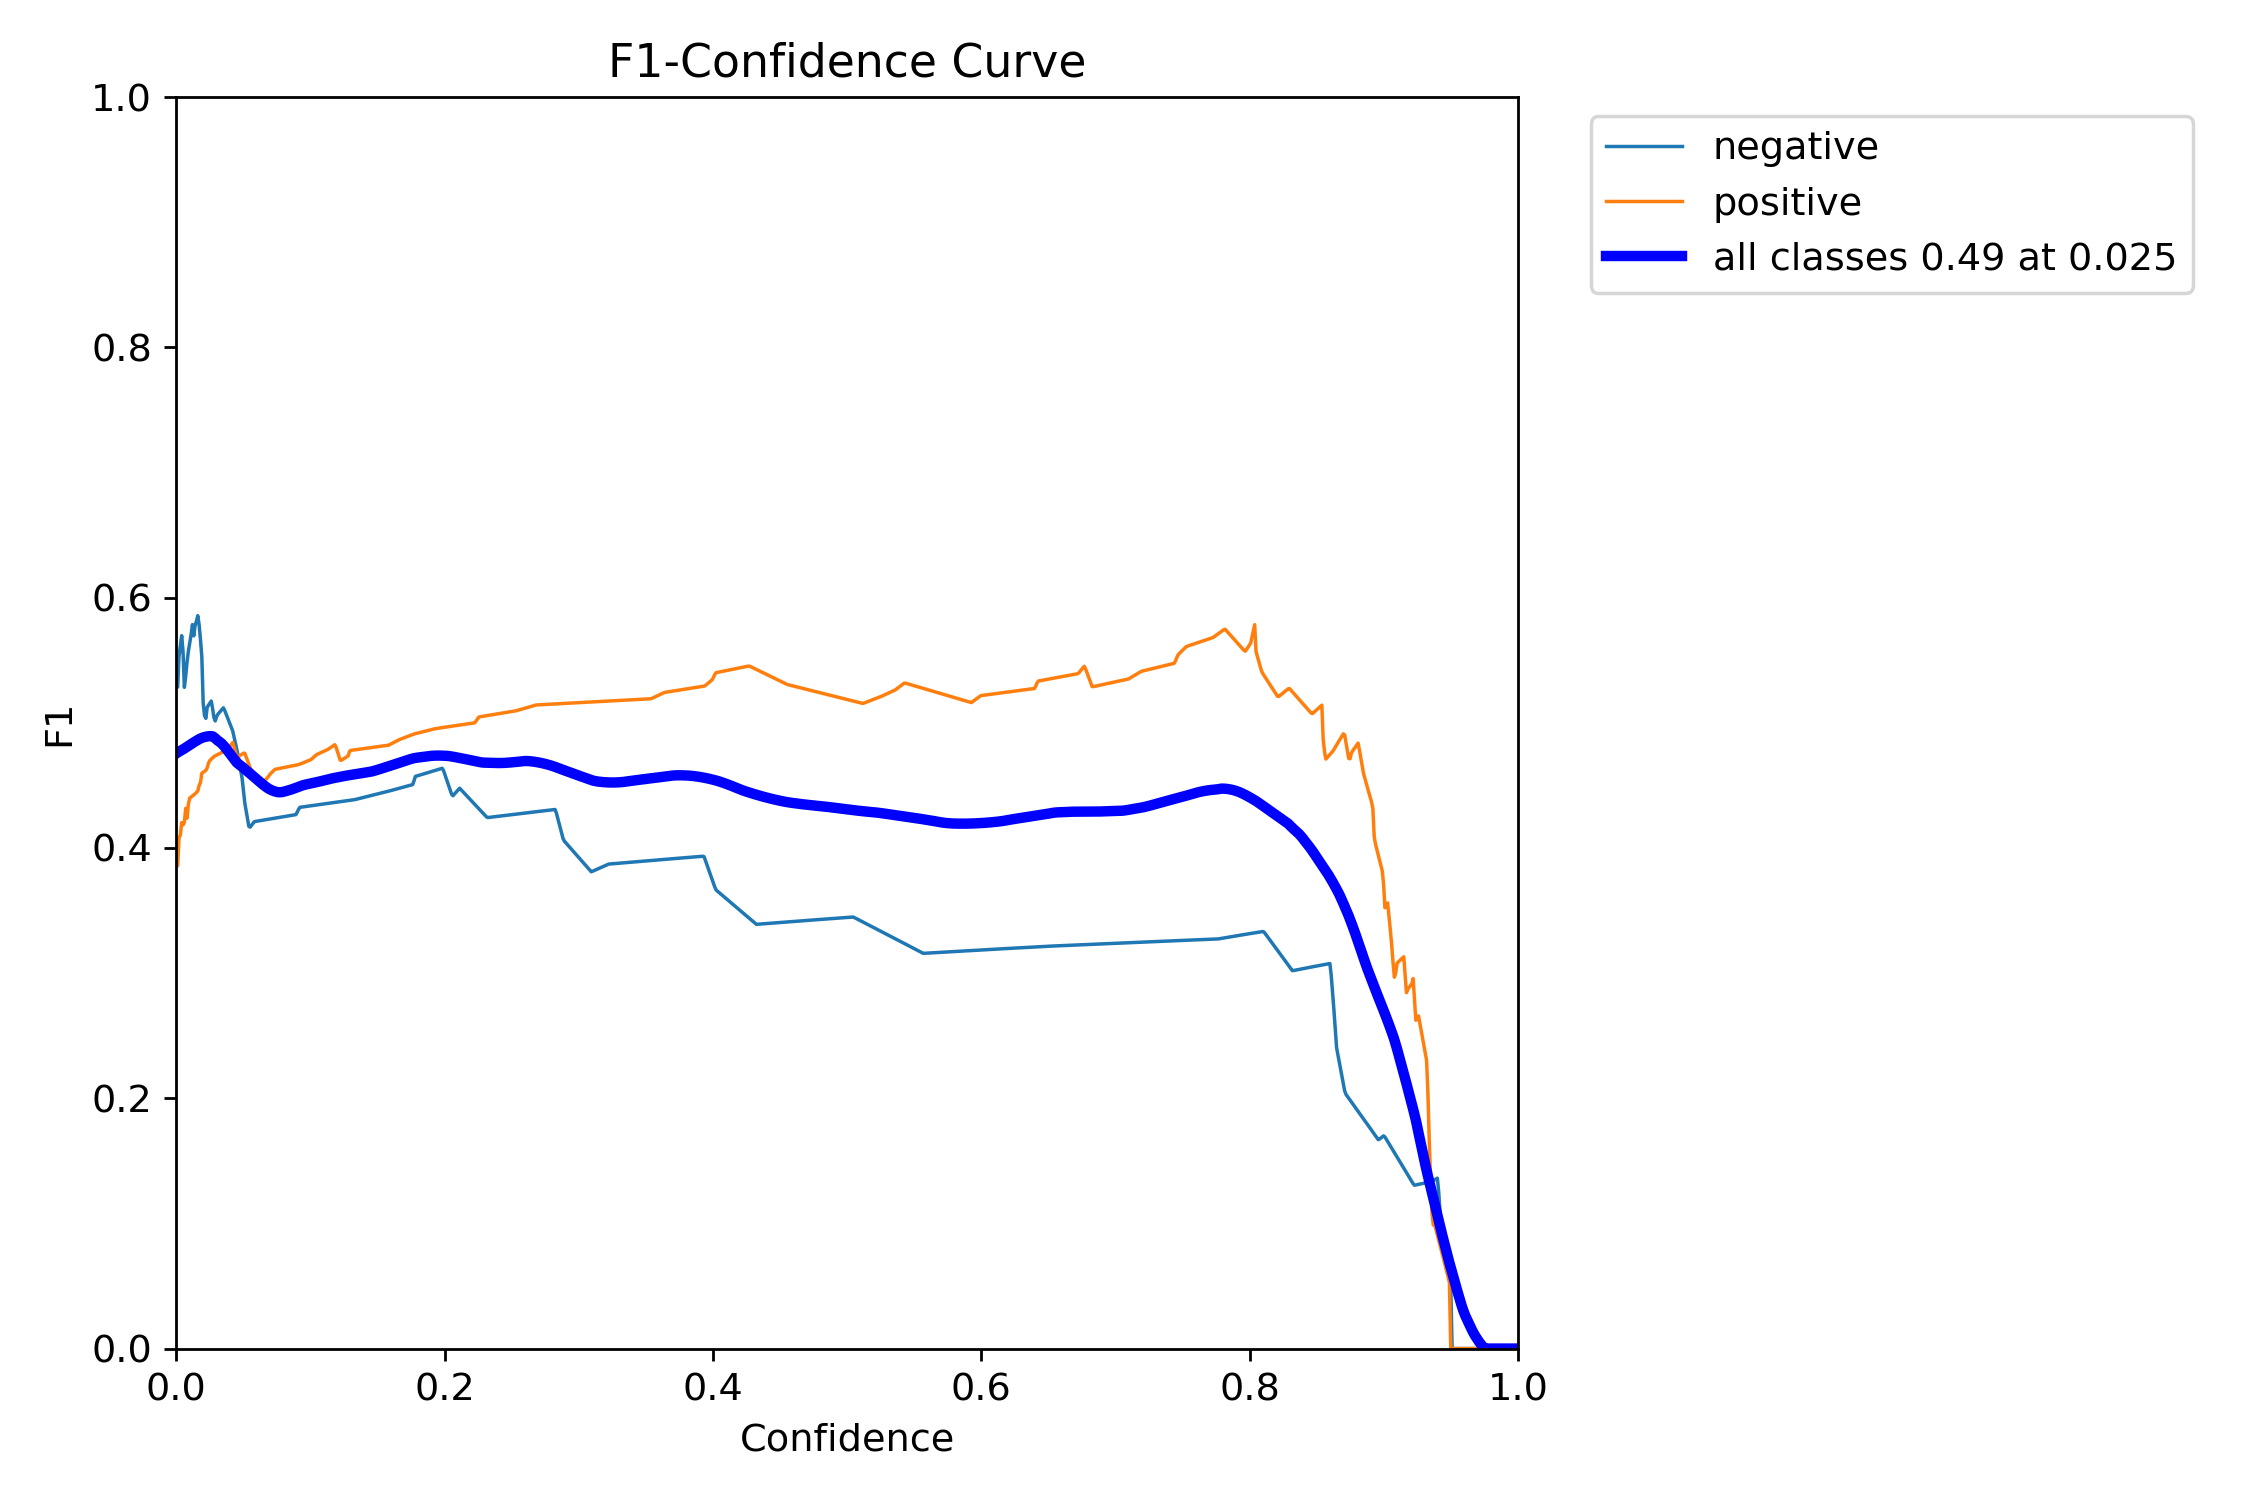 F1-Confidence Curve
1.0
0.8
0.6
0.4
0.2
0.0
F1
0.0 0.2 0.4 0.6 0.8 1.0
Confidence
negative
positive
all classes 0.49 at 0.025